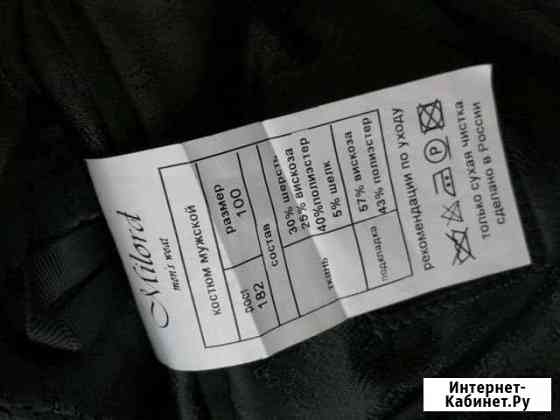 Milord
men's wear
костюм мужской
рост размер
182 100
состав
ткань 30% шерсть
25% вискоза
40%полиэстер
5% шелк
подкладка 57% вискоза
43% полиэстер
рекомендации по уходу
P
только сухая чистка
сделано в России
Интернет-
Кабинет.Ру